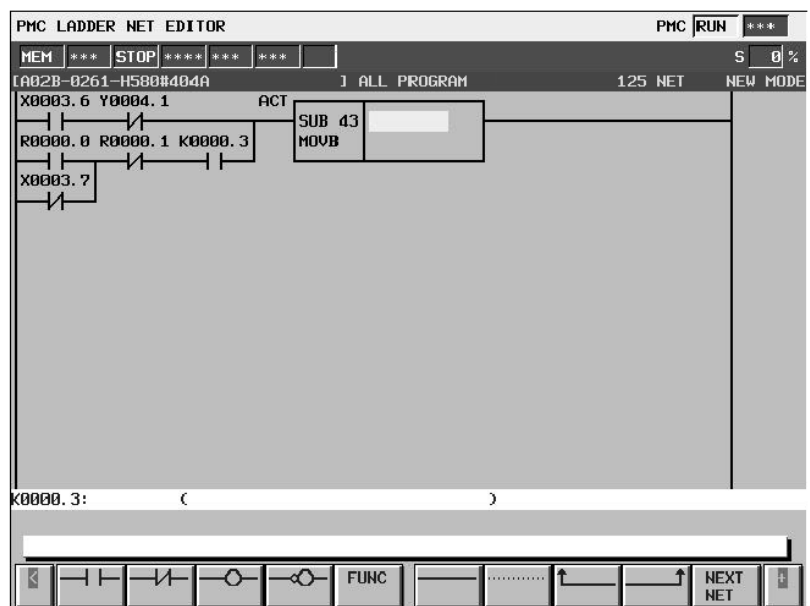 PMC LADDER NET EDITOR PMC RUN ***
MEM *** STOP **** *** *** S 0 %
[A02B-0261-H580#404A ] ALL PROGRAM 125 NET NEW MODE
X0003.6 Y0004.1 ACT
SUB 43
R0000.0 R0000.1 K0000.3 MOVB
X0003.7
K0000.3: ( )
< FUNC NEXT NET +